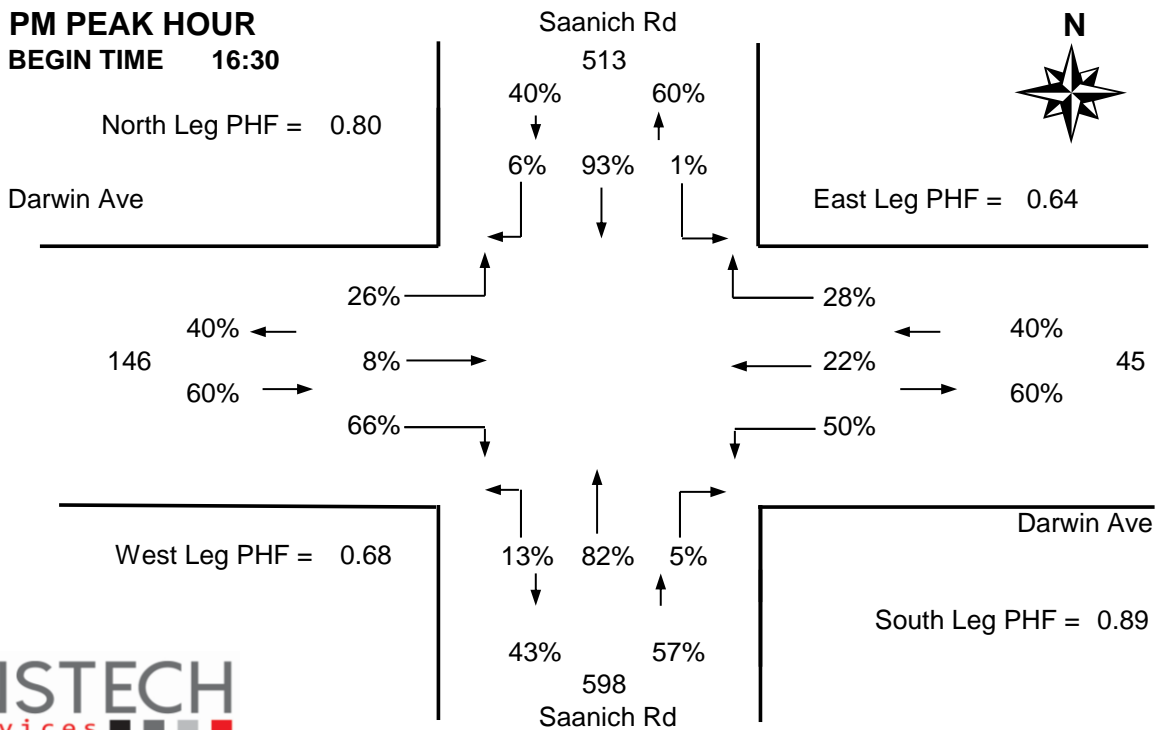 PM PEAK HOUR
BEGIN TIME 16:30
Saanich Rd
513
N
40% 60%
North Leg PHF = 0.80
6% 93% 1%
Darwin Ave
East Leg PHF = 0.64
26% 28%
40% 40%
146 8% 22% 45
60% 60%
66% 50%
Darwin Ave
West Leg PHF = 0.68
13% 82% 5%
South Leg PHF = 0.89
43% 57%
598
Saanich Rd